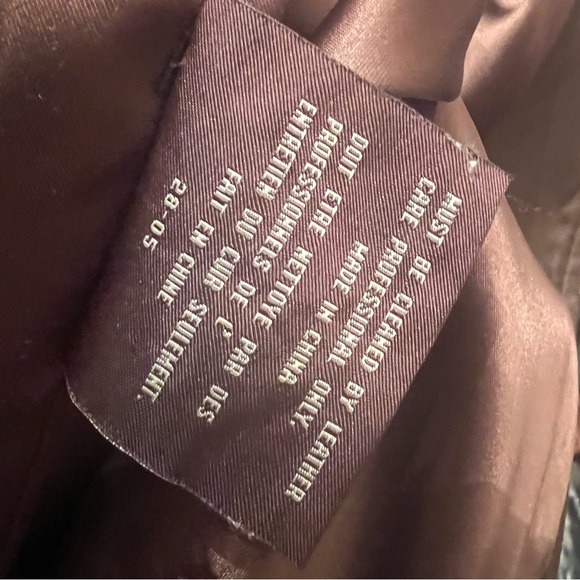 MUST BE CLEANED BY LEATHER
CARE PROFESSIONAL ONLY.
MADE IN CHINA
DOIT ETRE NETTOYE PAR DES
PROFESSIONNELS DE L'
ENTRETIEN DU CUIR SEULEMENT.
FAIT EN CHINE
28-05